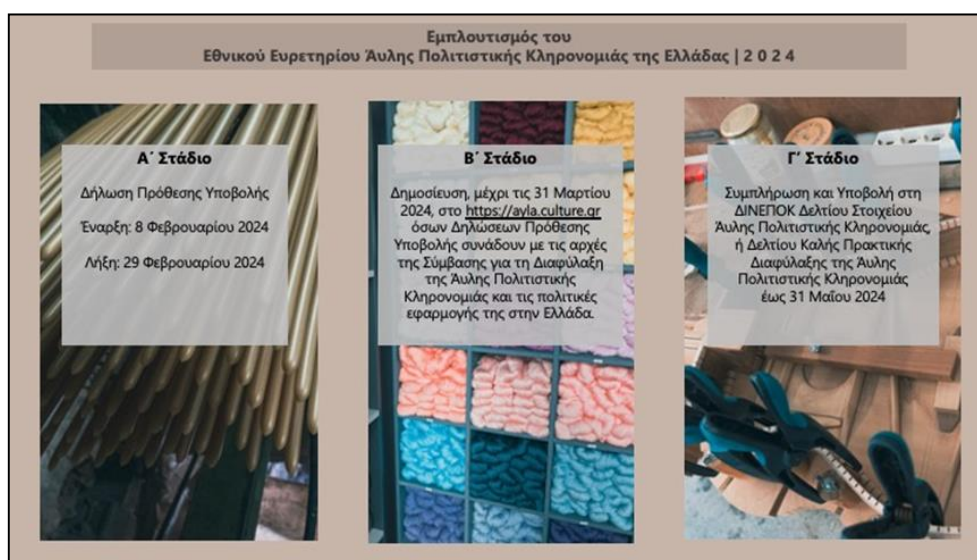 Εμπλουτισμός του
Εθνικού Ευρετηρίου Άυλης Πολιτιστικής Κληρονομιάς της Ελλάδας | 2 0 2 4
Α΄ Στάδιο
Δήλωση Πρόθεσης Υποβολής
Έναρξη: 8 Φεβρουαρίου 2024
Λήξη: 29 Φεβρουαρίου 2024
Β΄ Στάδιο
Δημοσίευση, μέχρι τις 31 Μαρτίου
2024, στο https://ayla.culture.gr
όσων Δηλώσεων Πρόθεσης
Υποβολής συνάδουν με τις αρχές
της Σύμβασης για τη Διαφύλαξη
της Άυλης Πολιτιστικής
Κληρονομιάς και τις πολιτικές
εφαρμογής της στην Ελλάδα.
Γ΄ Στάδιο
Συμπλήρωση και Υποβολή στη
ΔΙΝΕΠΟΚ Δελτίου Στοιχείου
Άυλης Πολιτιστικής Κληρονομιάς,
ή Δελτίου Καλής Πρακτικής
Διαφύλαξης της Άυλης
Πολιτιστικής Κληρονομιάς
έως 31 Μαΐου 2024